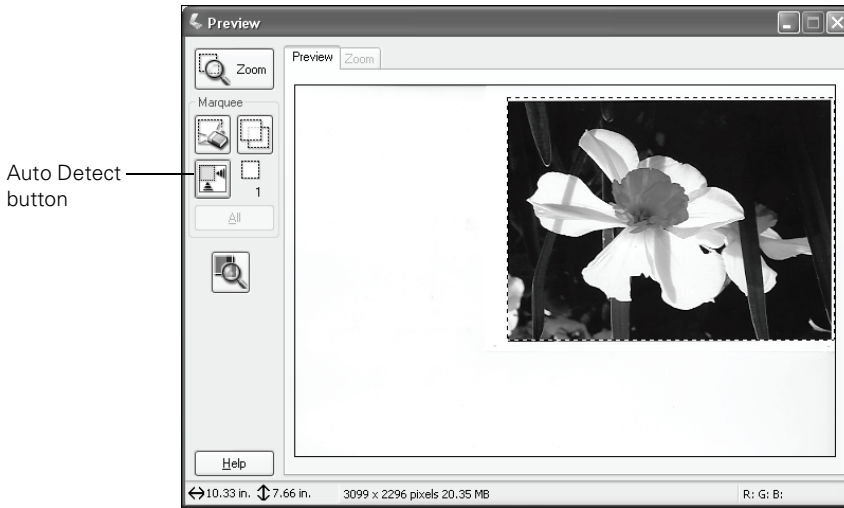 Preview
Zoom
Preview Zoom
Marquee
Auto Detect
button
1
All
Help
10.33 in. 7.66 in. 3099 x 2296 pixels 20.35 MB R: G: B: